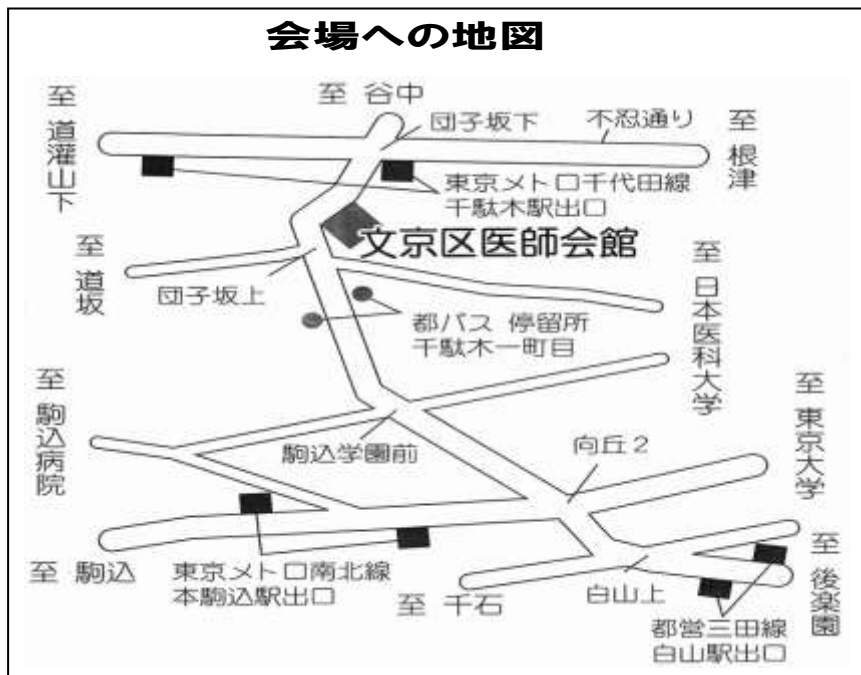 会場への地図
至 谷中
至 道灌山下
団子坂下
不忍通り
至 根津
東京メトロ千代田線
千駄木駅出口
文京区医師会館
至 道坂
団子坂上
至 日本医科大学
都バス 停留所
千駄木一町目
至 駒込病院
駒込学園前
向丘2
至 東京大学
至 駒込
東京メトロ南北線
本駒込駅出口
至 千石
白山上
至 後楽園
都営三田線
白山駅出口